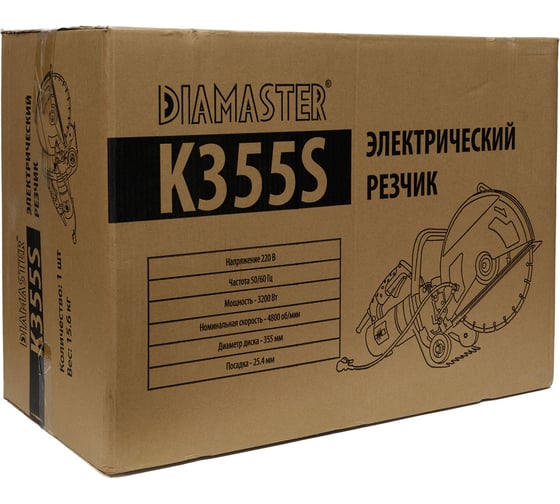 DIAMASTER®
K355S
ЭЛЕКТРИЧЕСКИЙ
РЕЗЧИК
Напряжение 220 В
Частота 50/60 Гц
Мощность - 3200 Вт
Номинальная скорость - 4800 об/мин
Диаметр диска - 355 мм
Посадка - 25.4 мм
ЭЛЕКТРИЧЕСКИЙ
РЕЗЧИК
DIAMASTER®
K355S
Количество: 1 шт
Вес: 15.6 кг